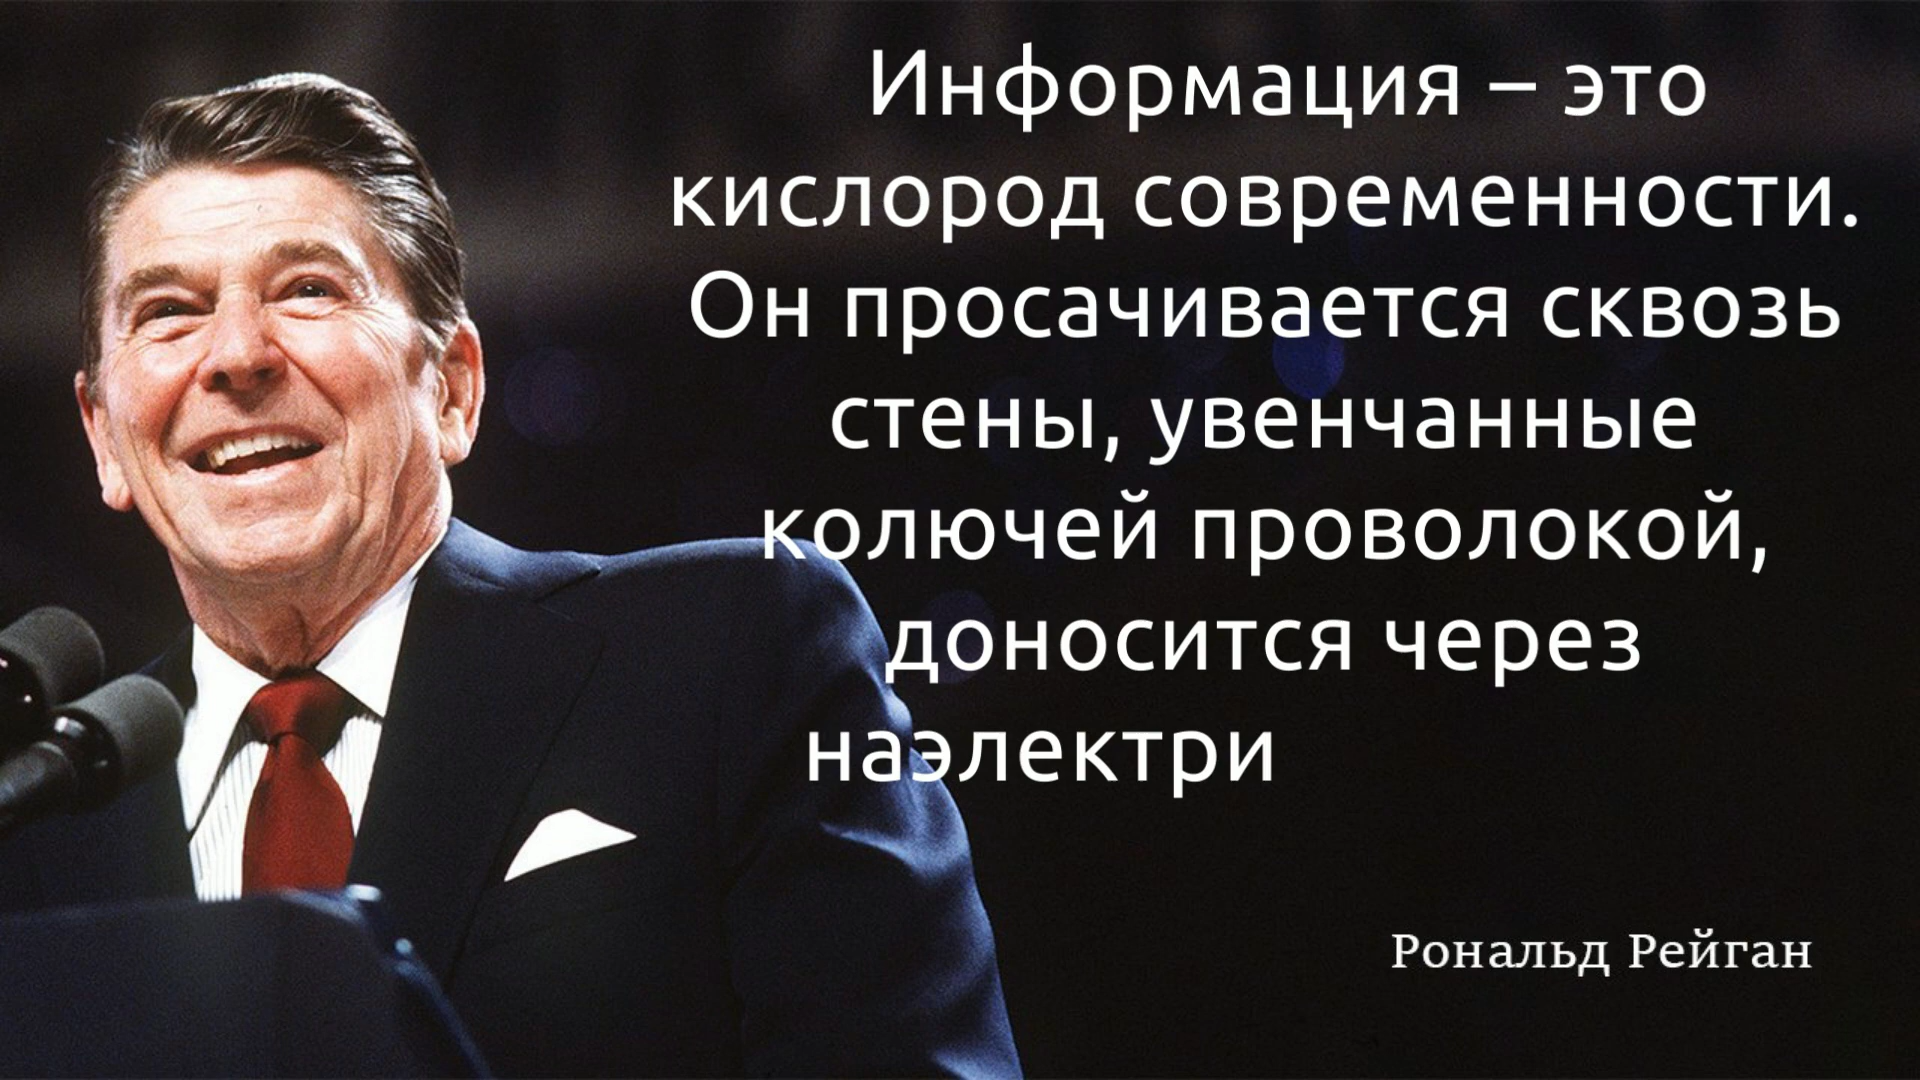 Информация – это
кислород современности.
Он просачивается сквозь
стены, увенчанные
колючей проволокой,
доносится через
наэлектри
Рональд Рейган